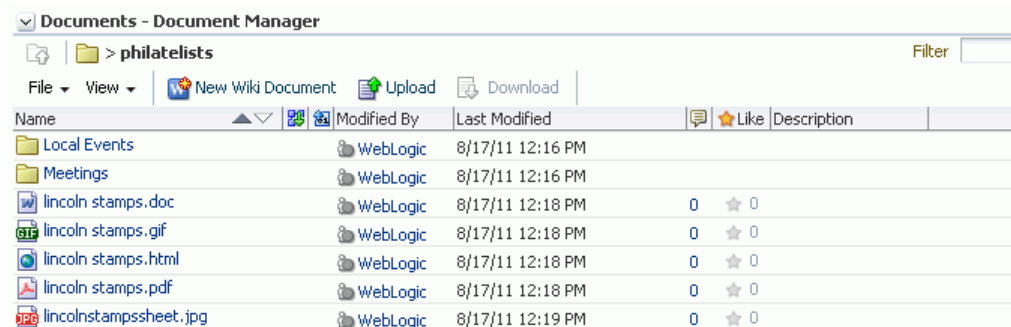 Documents - Document Manager
> philatelists Filter
File View New Wiki Document Upload Download
Name Modified By Last Modified Like Description
Local Events WebLogic 8/17/11 12:16 PM
Meetings WebLogic 8/17/11 12:16 PM
lincoln stamps.doc WebLogic 8/17/11 12:18 PM 0 0
lincoln stamps.gif WebLogic 8/17/11 12:18 PM 0 0
lincoln stamps.html WebLogic 8/17/11 12:18 PM 0 0
lincoln stamps.pdf WebLogic 8/17/11 12:18 PM 0 0
lincolnstampssheet.jpg WebLogic 8/17/11 12:19 PM 0 0